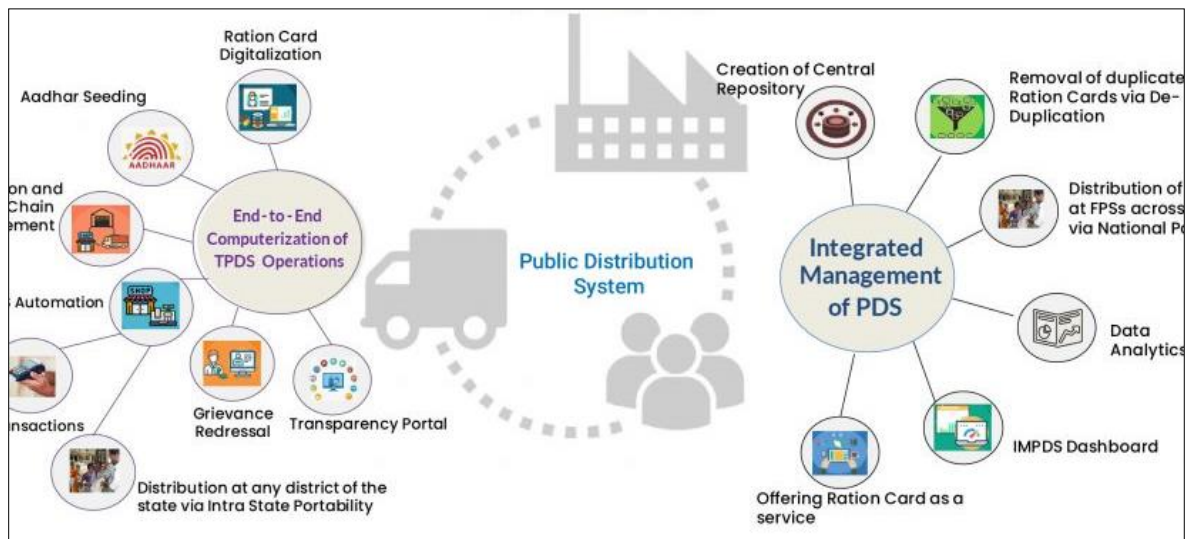 Ration Card
Digitalization
Aadhar Seeding
AADHAAR
on and
Chain
ement
End-to-End
Computerization of
TPDS Operations
SHOP
Automation
nsactions
Grievance
Redressal
Transparency Portal
Distribution at any district of the
state via Intra State Portability
Public Distribution
System
Creation of Central
Repository
Removal of duplicate
Ration Cards via De-
Duplication
Distribution of
at FPSs across
via National Po
Integrated
Management
of PDS
Data
Analytics
IMPDS Dashboard
Offering Ration Card as a
service